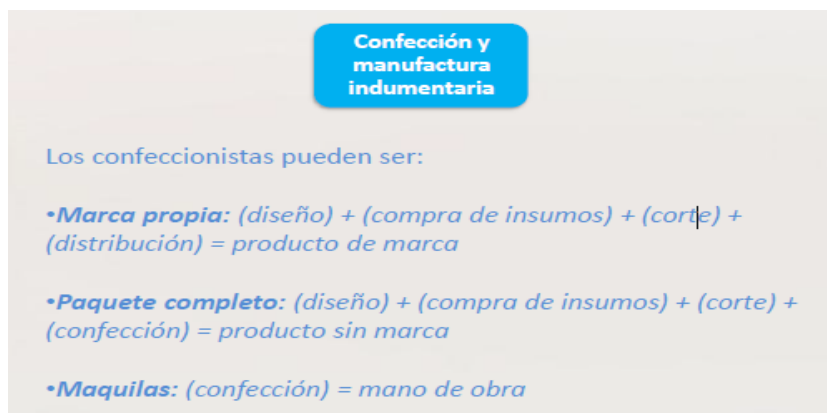 Confección y
manufactura
indumentaria
Los confeccionistas pueden ser:
•Marca propia: (diseño) + (compra de insumos) + (corte) +
(distribución) = producto de marca
•Paquete completo: (diseño) + (compra de insumos) + (corte) +
(confección) = producto sin marca
•Maquilas: (confección) = mano de obra